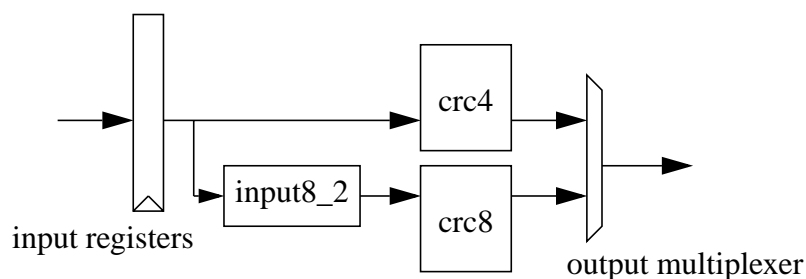 crc4
input8_2
crc8
input registers
output multiplexer